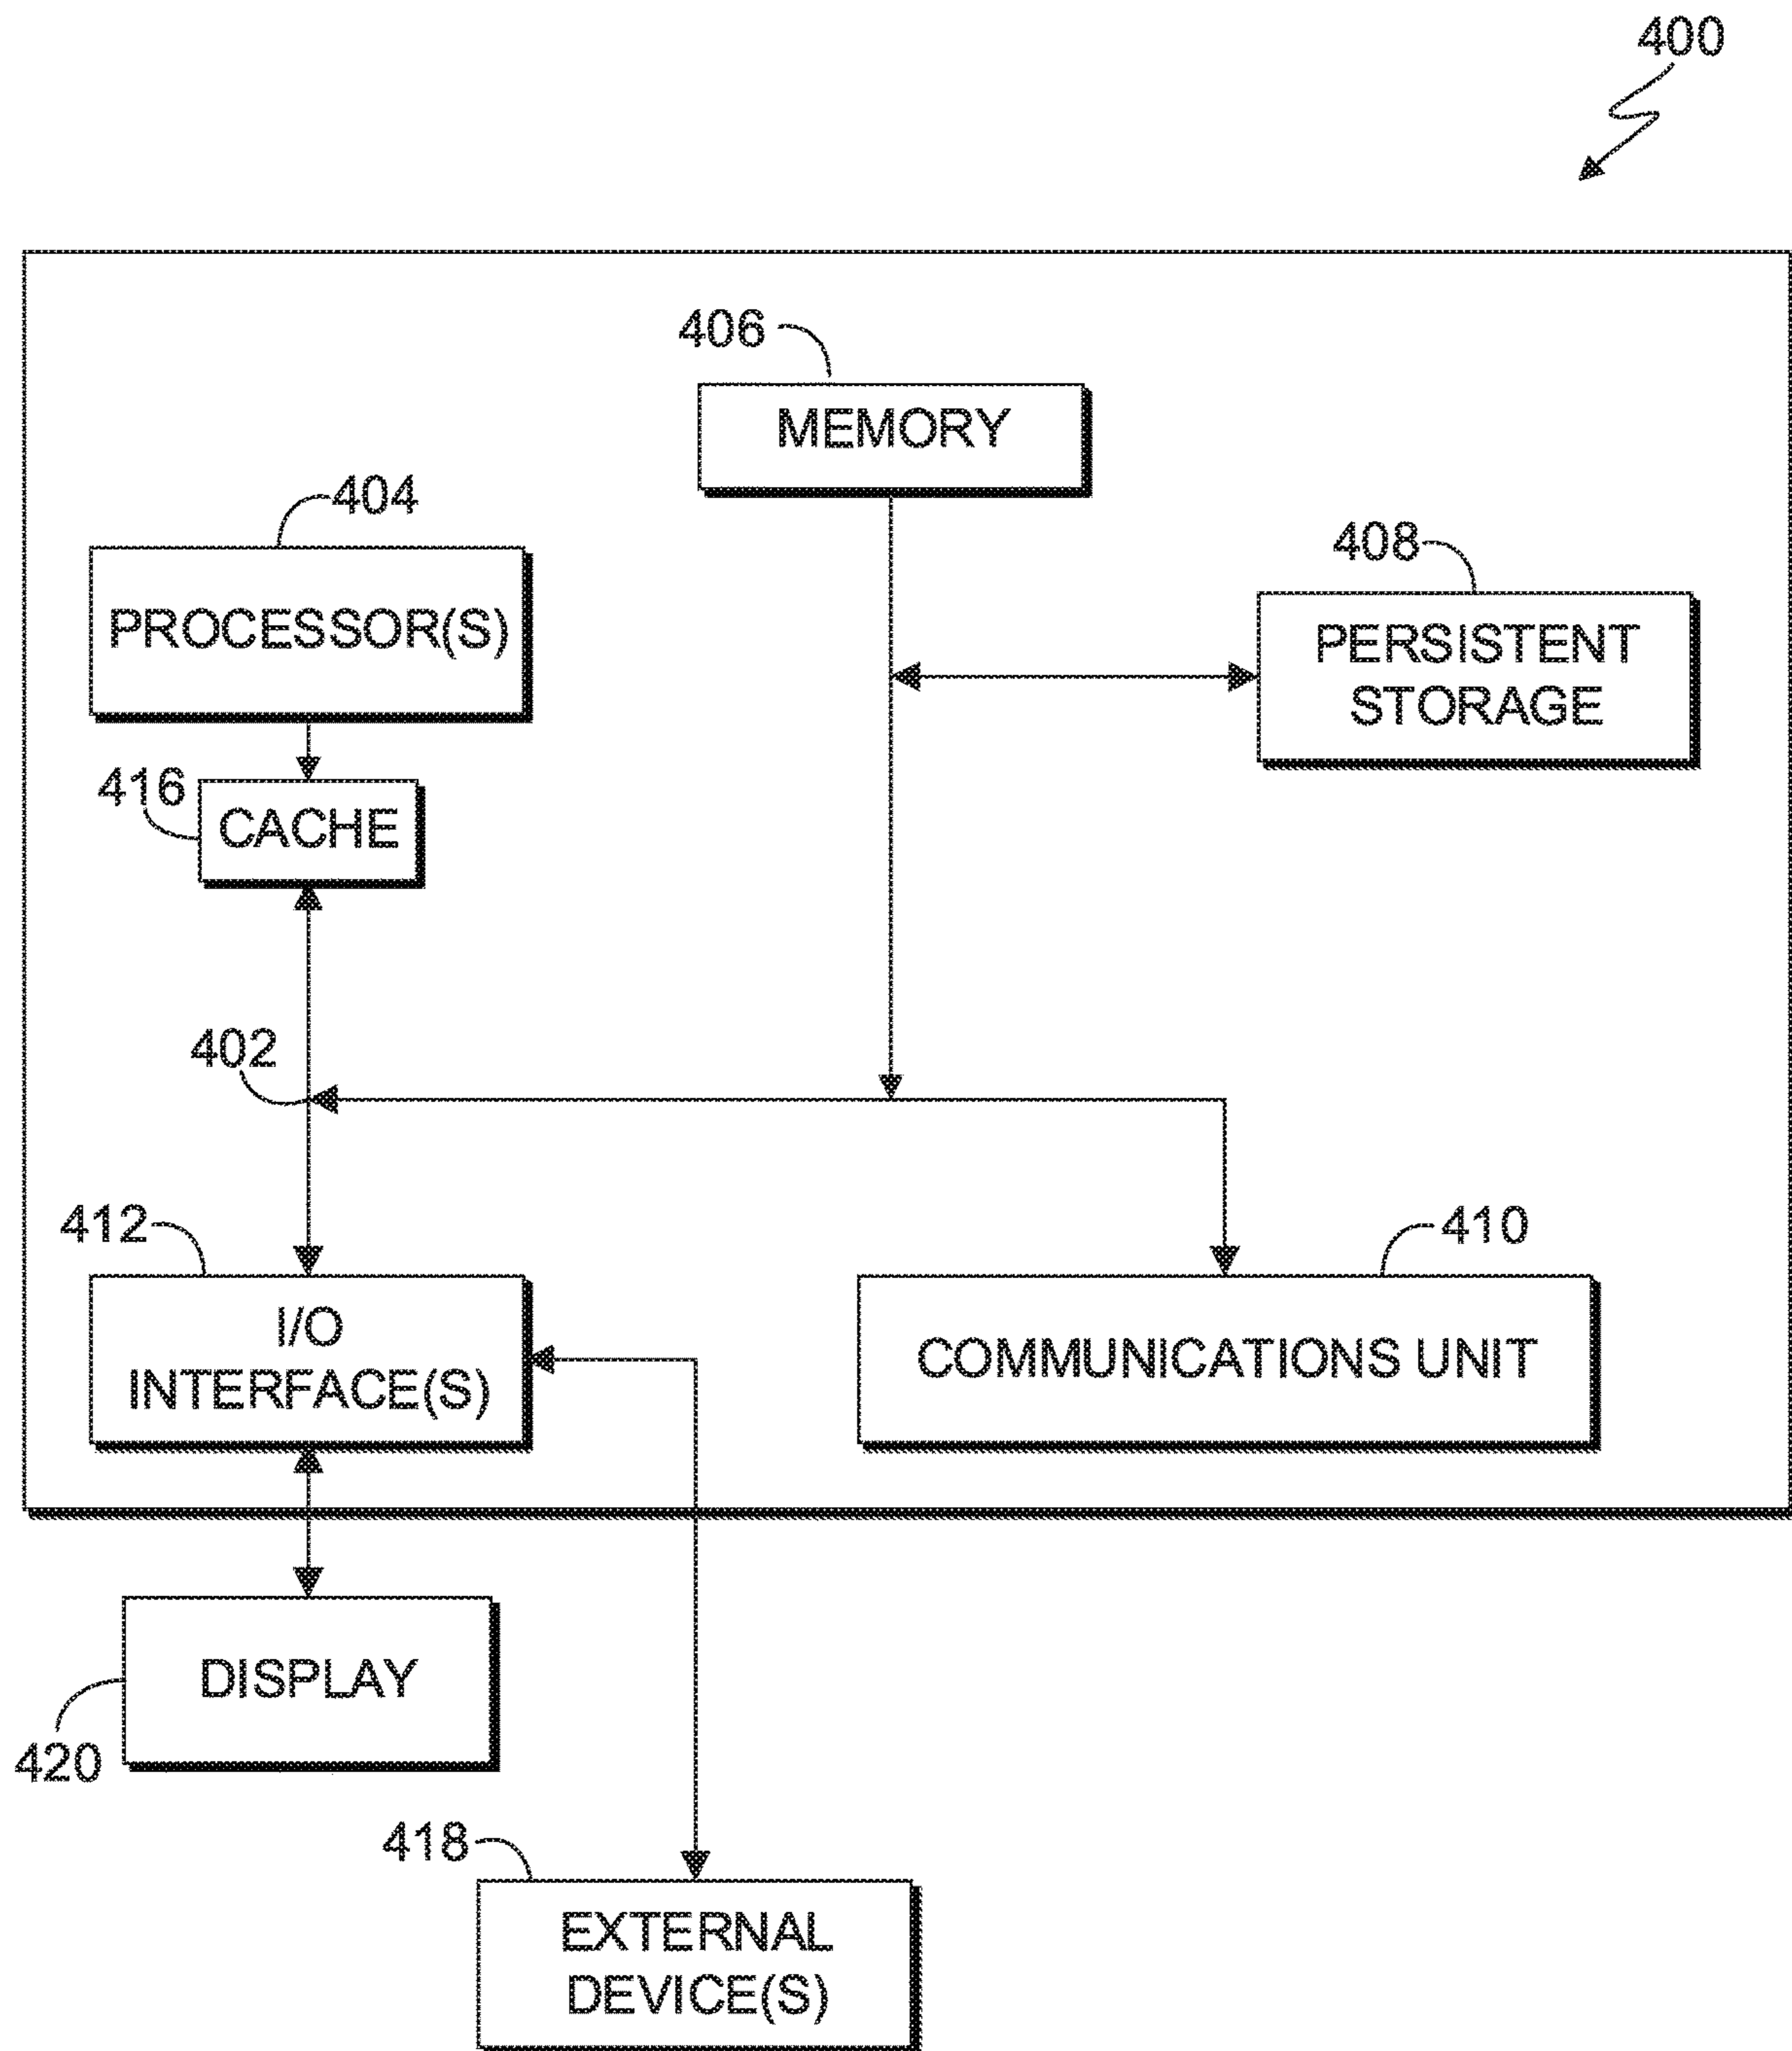 400
406
MEMORY
404
PROCESSOR(S)
408
PERSISTENT
STORAGE
416
CACHE
402
412
I/O
INTERFACE(S)
410
COMMUNICATIONS UNIT
DISPLAY
420
418
EXTERNAL
DEVICE(S)